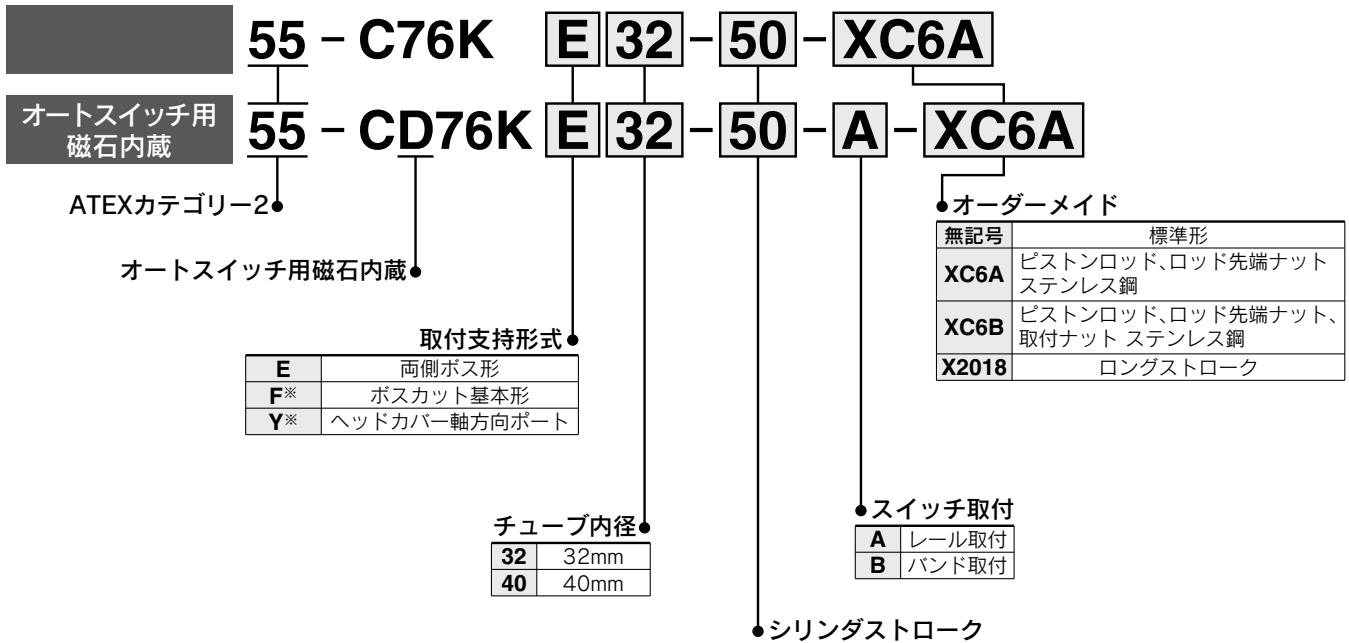 55 - C76K E 32 - 50 - XC6A
オートスイッチ用
磁石内蔵
55 - CD76K E 32 - 50 - A - XC6A
ATEXカテゴリー2
オートスイッチ用磁石内蔵
オーダーメイド
無記号 標準形
XC6A ピストンロッド、ロッド先端ナット
ステンレス鋼
XC6B ピストンロッド、ロッド先端ナット、
取付ナット ステンレス鋼
X2018 ロングストローク
取付支持形式
E 両側ボス形
F※ ボスカット基本形
Y※ ヘッドカバー軸方向ポート
チューブ内径
32 32mm
40 40mm
スイッチ取付
A レール取付
B バンド取付
シリンダストローク